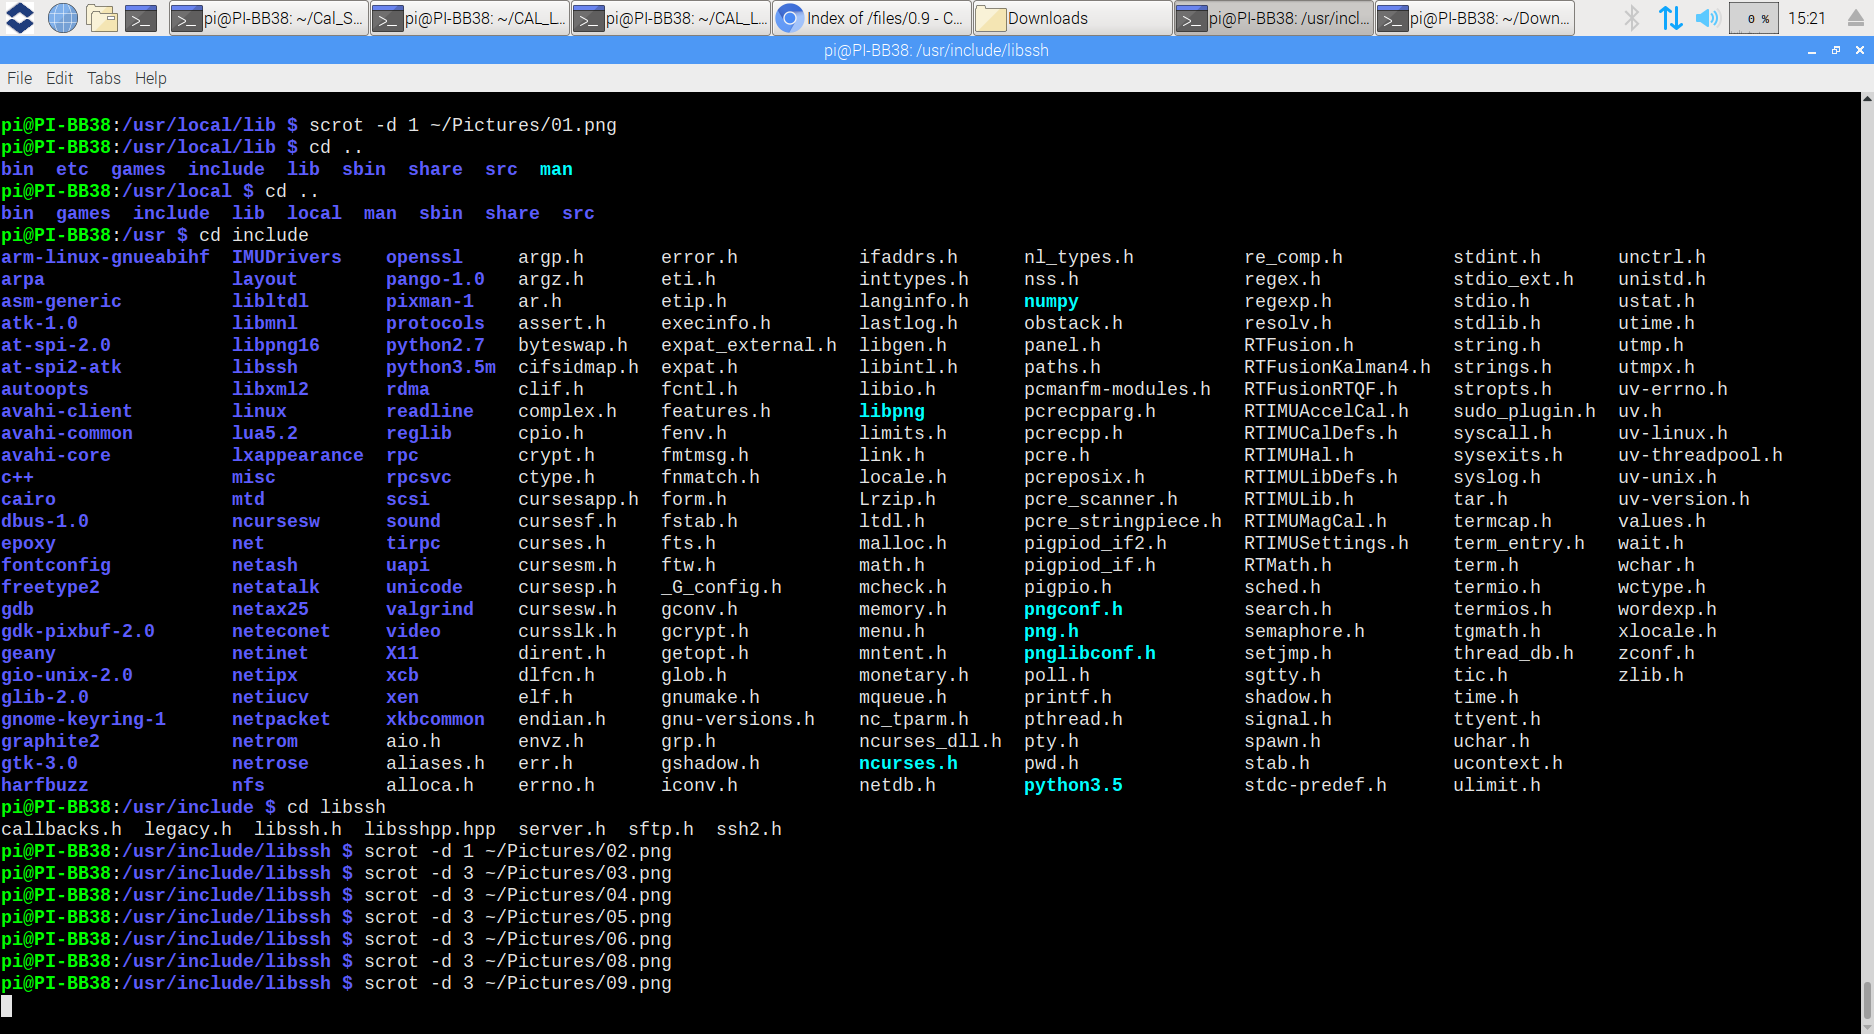 pi@PI-BB38: ~/Cal_S... pi@PI-BB38: ~/CAL_L... pi@PI-BB38: ~/CAL_L... Index of /files/0.9 - C... Downloads pi@PI-BB38: /usr/incl... pi@PI-BB38: ~/Down... 0 % 15:21
pi@PI-BB38: /usr/include/libssh
File Edit Tabs Help
pi@PI-BB38:/usr/local/lib $ scrot -d 1 ~/Pictures/01.png
pi@PI-BB38:/usr/local/lib $ cd ..
bin etc games include lib sbin share src man
pi@PI-BB38:/usr/local $ cd ..
bin games include lib local man sbin share src
pi@PI-BB38:/usr $ cd include
arm-linux-gnueabihf IMUDrivers openssl argp.h error.h ifaddrs.h nl_types.h re_comp.h stdint.h unctrl.h
arpa layout pango-1.0 argz.h eti.h inttypes.h nss.h regex.h stdio_ext.h unistd.h
asm-generic libltdl pixman-1 ar.h etip.h langinfo.h numpy regexp.h stdio.h ustat.h
atk-1.0 libmnl protocols assert.h execinfo.h lastlog.h obstack.h resolv.h stdlib.h utime.h
at-spi-2.0 libpng16 python2.7 byteswap.h expat_external.h libgen.h panel.h RTFusion.h string.h utmp.h
at-spi2-atk libssh python3.5m cifsidmap.h expat.h libintl.h paths.h RTFusionKalman4.h strings.h utmpx.h
autoopts libxml2 rdma clif.h fcntl.h libio.h pcmanfm-modules.h RTFusionRTQF.h stropts.h uv-errno.h
avahi-client linux readline complex.h features.h libpng pcrecpparg.h RTIMUAccelCal.h sudo_plugin.h uv.h
avahi-common lua5.2 reglib cpio.h fenv.h limits.h pcrecpp.h RTIMUCalDefs.h syscall.h uv-linux.h
avahi-core lxappearance rpc crypt.h fmtmsg.h link.h pcre.h RTIMUHal.h sysexits.h uv-threadpool.h
c++ misc rpcsvc ctype.h fnmatch.h locale.h pcreposix.h RTIMULibDefs.h syslog.h uv-unix.h
cairo mtd scsi cursesapp.h form.h Lrzip.h pcre_scanner.h RTIMULib.h tar.h uv-version.h
dbus-1.0 ncursesw sound cursesf.h fstab.h ltdl.h pcre_stringpiece.h RTIMUMagCal.h termcap.h values.h
epoxy net tirpc curses.h fts.h malloc.h pigpiod_if2.h RTIMUSettings.h term_entry.h wait.h
fontconfig netash uapi cursesm.h ftw.h math.h pigpiod_if.h RTMath.h term.h wchar.h
freetype2 netatalk unicode cursesp.h _G_config.h mcheck.h pigpio.h sched.h termio.h wctype.h
gdb netax25 valgrind cursesw.h gconv.h memory.h pngconf.h search.h termios.h wordexp.h
gdk-pixbuf-2.0 neteconet video cursslk.h gcrypt.h menu.h png.h semaphore.h tgmath.h xlocale.h
geany netinet X11 dirent.h getopt.h mntent.h pnglibconf.h setjmp.h thread_db.h zconf.h
gio-unix-2.0 netipx xcb dlfcn.h glob.h monetary.h poll.h sgtty.h tic.h zlib.h
glib-2.0 netiucv xen elf.h gnumake.h mqueue.h printf.h shadow.h time.h
gnome-keyring-1 netpacket xkbcommon endian.h gnu-versions.h nc_tparm.h pthread.h signal.h ttyent.h
graphite2 netrom aio.h envz.h grp.h ncurses_dll.h pty.h spawn.h uchar.h
gtk-3.0 netrose aliases.h err.h gshadow.h ncurses.h pwd.h stab.h ucontext.h
harfbuzz nfs alloca.h errno.h iconv.h netdb.h python3.5 stdc-predef.h ulimit.h
pi@PI-BB38:/usr/include $ cd libssh
callbacks.h legacy.h libssh.h libsshpp.hpp server.h sftp.h ssh2.h
pi@PI-BB38:/usr/include/libssh $ scrot -d 1 ~/Pictures/02.png
pi@PI-BB38:/usr/include/libssh $ scrot -d 3 ~/Pictures/03.png
pi@PI-BB38:/usr/include/libssh $ scrot -d 3 ~/Pictures/04.png
pi@PI-BB38:/usr/include/libssh $ scrot -d 3 ~/Pictures/05.png
pi@PI-BB38:/usr/include/libssh $ scrot -d 3 ~/Pictures/06.png
pi@PI-BB38:/usr/include/libssh $ scrot -d 3 ~/Pictures/08.png
pi@PI-BB38:/usr/include/libssh $ scrot -d 3 ~/Pictures/09.png